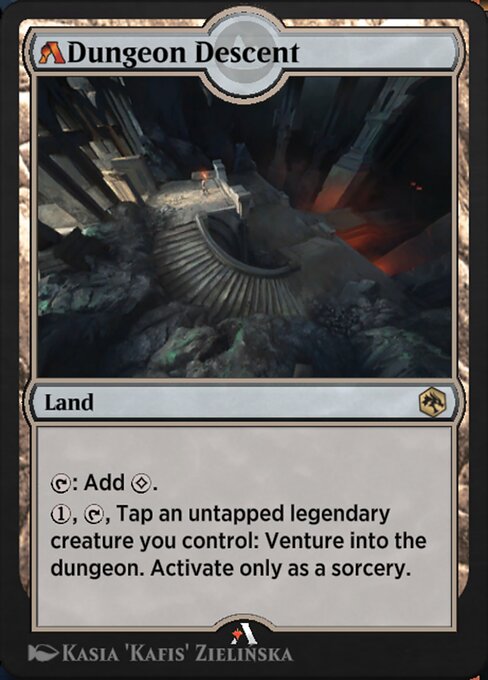 Dungeon Descent
Land
: Add .
1, , Tap an untapped legendary
creature you control: Venture into the
dungeon. Activate only as a sorcery.
Kasia 'Kafis' Zielińska